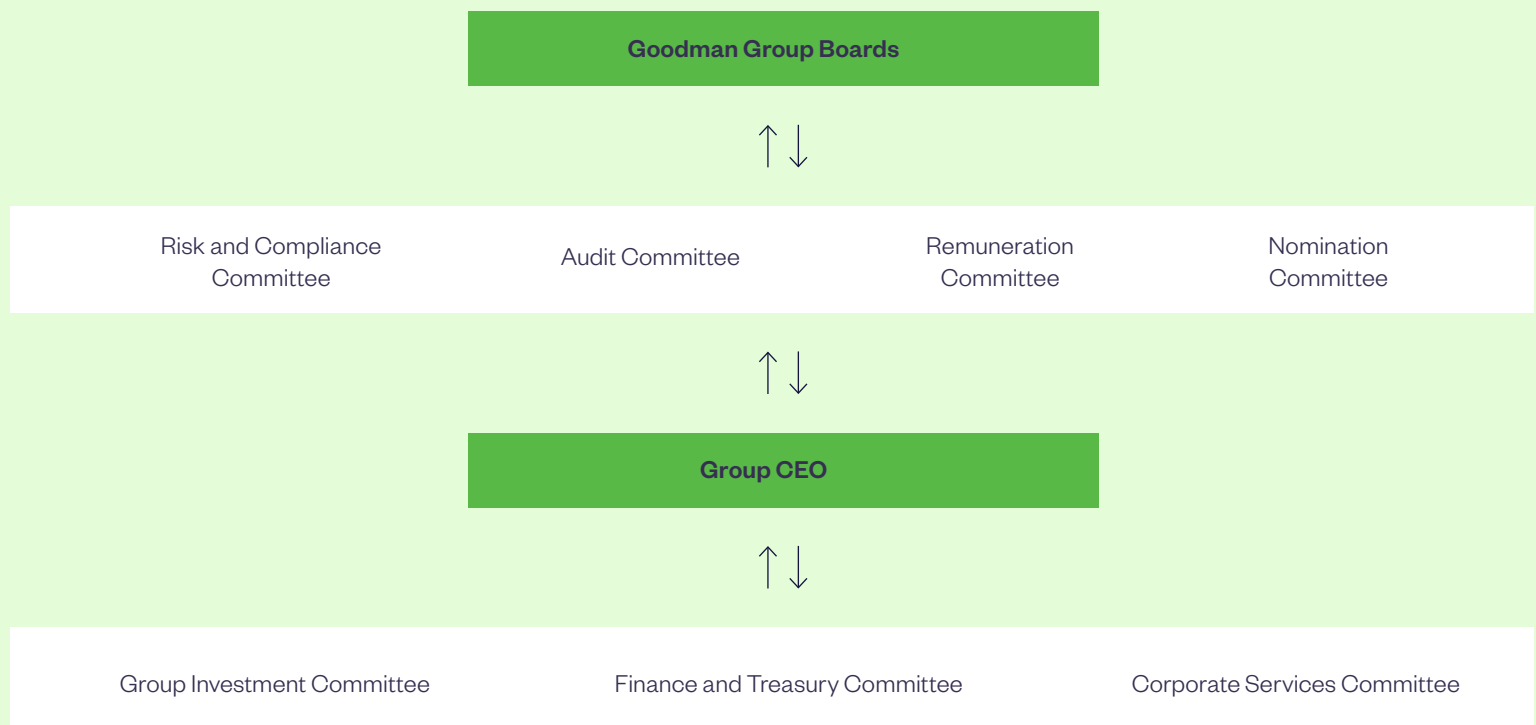 Goodman Group Boards
Risk and Compliance
Committee
Audit Committee
Remuneration
Committee
Nomination
Committee
Group CEO
Group Investment Committee
Finance and Treasury Committee
Corporate Services Committee